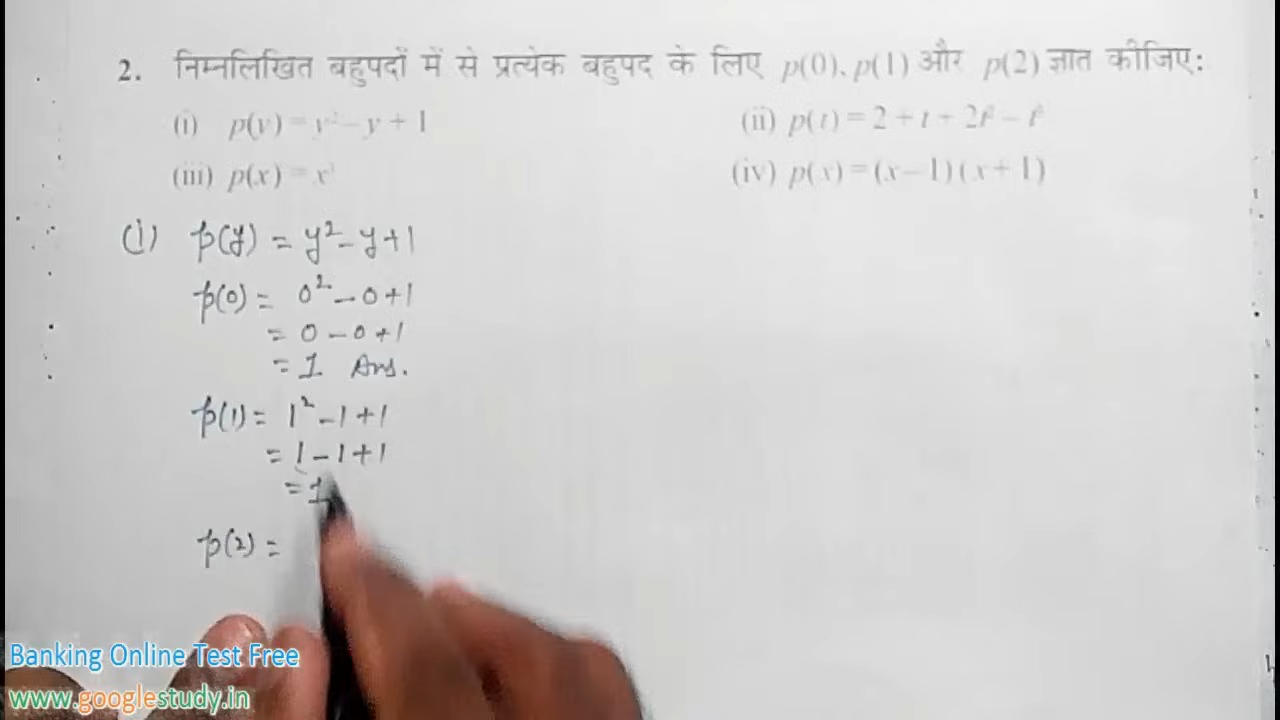 2. निम्नलिखित बहुपदों में से प्रत्येक बहुपद के लिए p(0), p(1) और p(2) ज्ञात कीजिए:
(i) p(y) = y² – y + 1 (ii) p(t) = 2 + t + 2t² – t³
(iii) p(x) = x³ (iv) p(x) = (x – 1) (x + 1)
(i) p(y) = y² – y + 1
p(0) = 0² – 0 + 1
= 0 – 0 + 1
= 1 Ans.
p(1) = 1² – 1 + 1
= 1 – 1 + 1
= 1
p(2) =
Banking Online Test Free
www.googlestudy.in